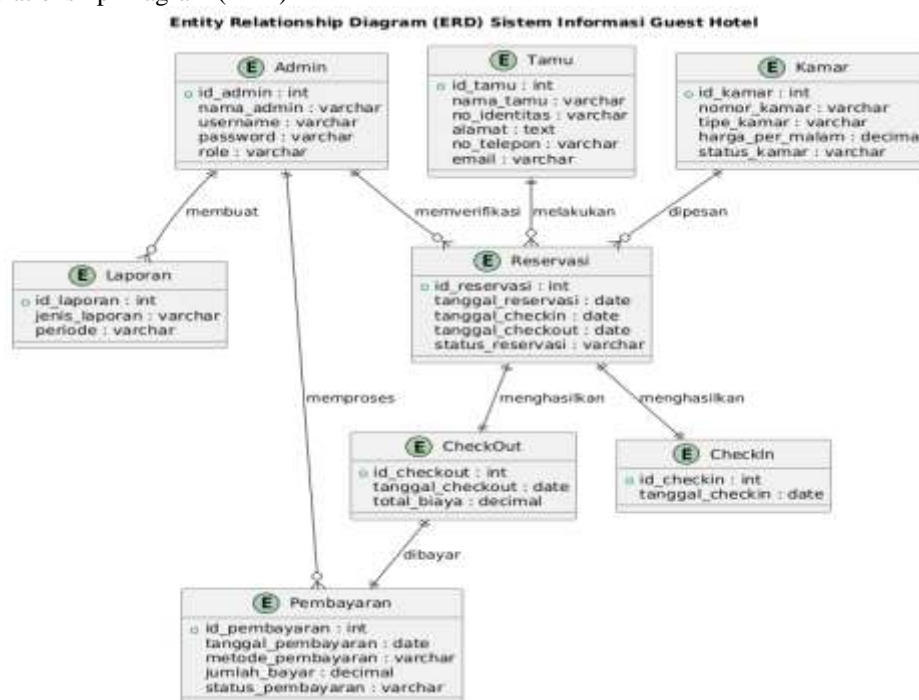 Entity Relationship Diagram (ERD) Sistem Informasi Guest Hotel
E Admin
id_admin : int
nama_admin : varchar
username : varchar
password : varchar
role : varchar
E Tamu
id_tamu : int
nama_tamu : varchar
no_identitas : varchar
alamat : text
no_telepon : varchar
email : varchar
E Kamar
id_kamar : int
nomor_kamar : varchar
tipe_kamar : varchar
harga_per_malam : decima
status_kamar : varchar
membuat
memverifikasi
melakukan
dipesan
E Laporan
id_laporan : int
jenis_laporan : varchar
periode : varchar
E Reservasi
id_reservasi : int
tanggal_reservasi : date
tanggal_checkin : date
tanggal_checkout : date
status_reservasi : varchar
memproses
menghasilkan
menghasilkan
E CheckOut
id_checkout : int
tanggal_checkout : date
total_biaya : decimal
E CheckIn
id_checkin : int
tanggal_checkin : date
dibayar
E Pembayaran
id_pembayaran : int
tanggal_pembayaran : date
metode_pembayaran : varchar
jumlah_bayar : decimal
status_pembayaran : varchar